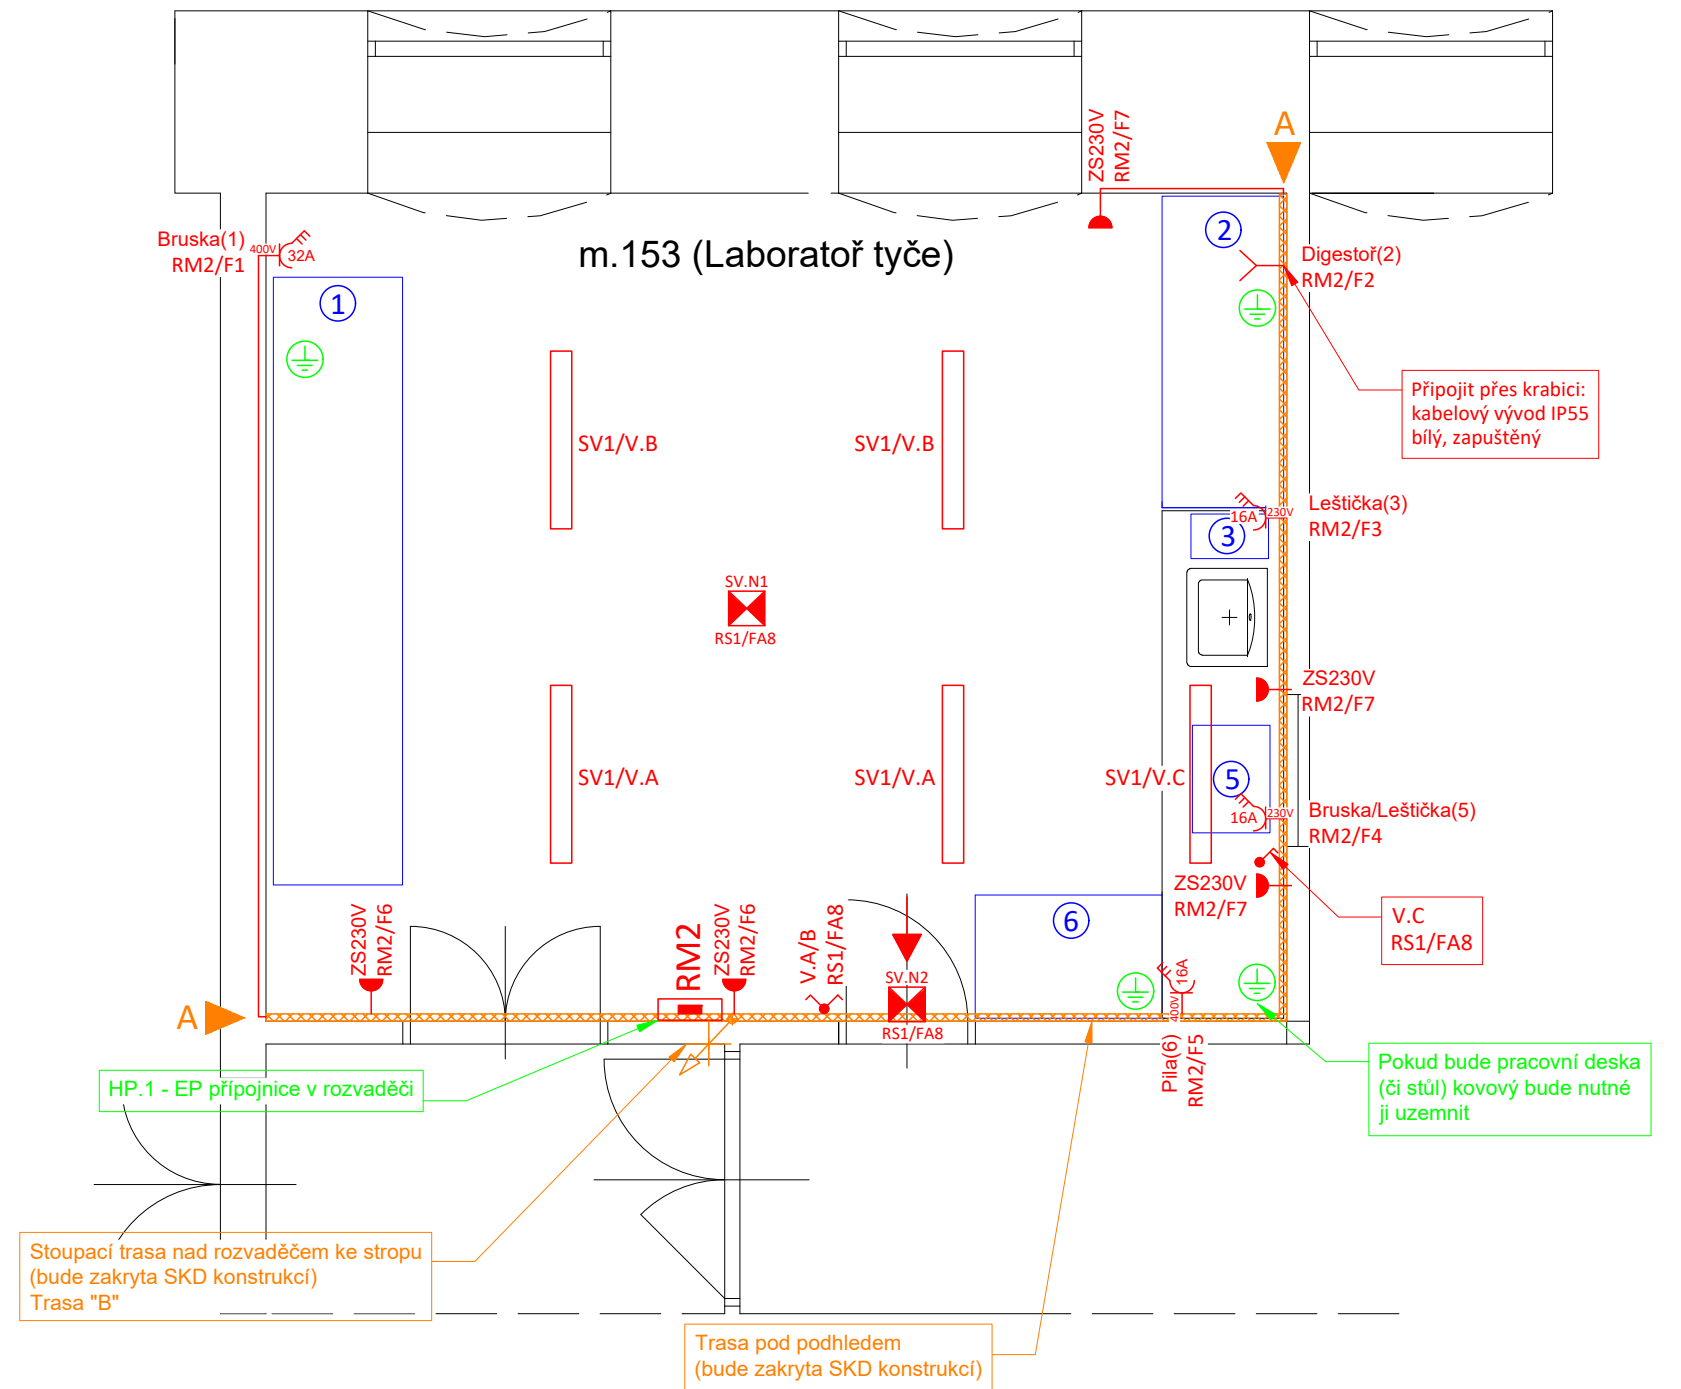 ZS230V
RM2/F7
A
m.153 (Laboratoř tyče)
Bruska(1)
RM2/F1
400V
32A
1
2
Digestoř(2)
RM2/F2
Připojit přes krabici:
kabelový vývod IP55
bílý, zapuštěný
SV1/V.B
SV1/V.B
16A
230V
Leštička(3)
RM2/F3
3
SV.N1
RS1/FA8
ZS230V
RM2/F7
SV1/V.A
SV1/V.A
SV1/V.C
5
16A
230V
Bruska/Leštička(5)
RM2/F4
ZS230V
RM2/F7
V.C
RS1/FA8
6
ZS230V
RM2/F6
RM2
ZS230V
RM2/F6
V.A/B
RS1/FA8
SV.N2
RS1/FA8
16A
400V
Pila(6)
RM2/F5
A
HP.1 - EP přípojnice v rozvaděči
Pokud bude pracovní deska
(či stůl) kovový bude nutné
ji uzemnit
Stoupací trasa nad rozvaděčem ke stropu
(bude zakryta SKD konstrukcí)
Trasa "B"
Trasa pod podhledem
(bude zakryta SKD konstrukcí)